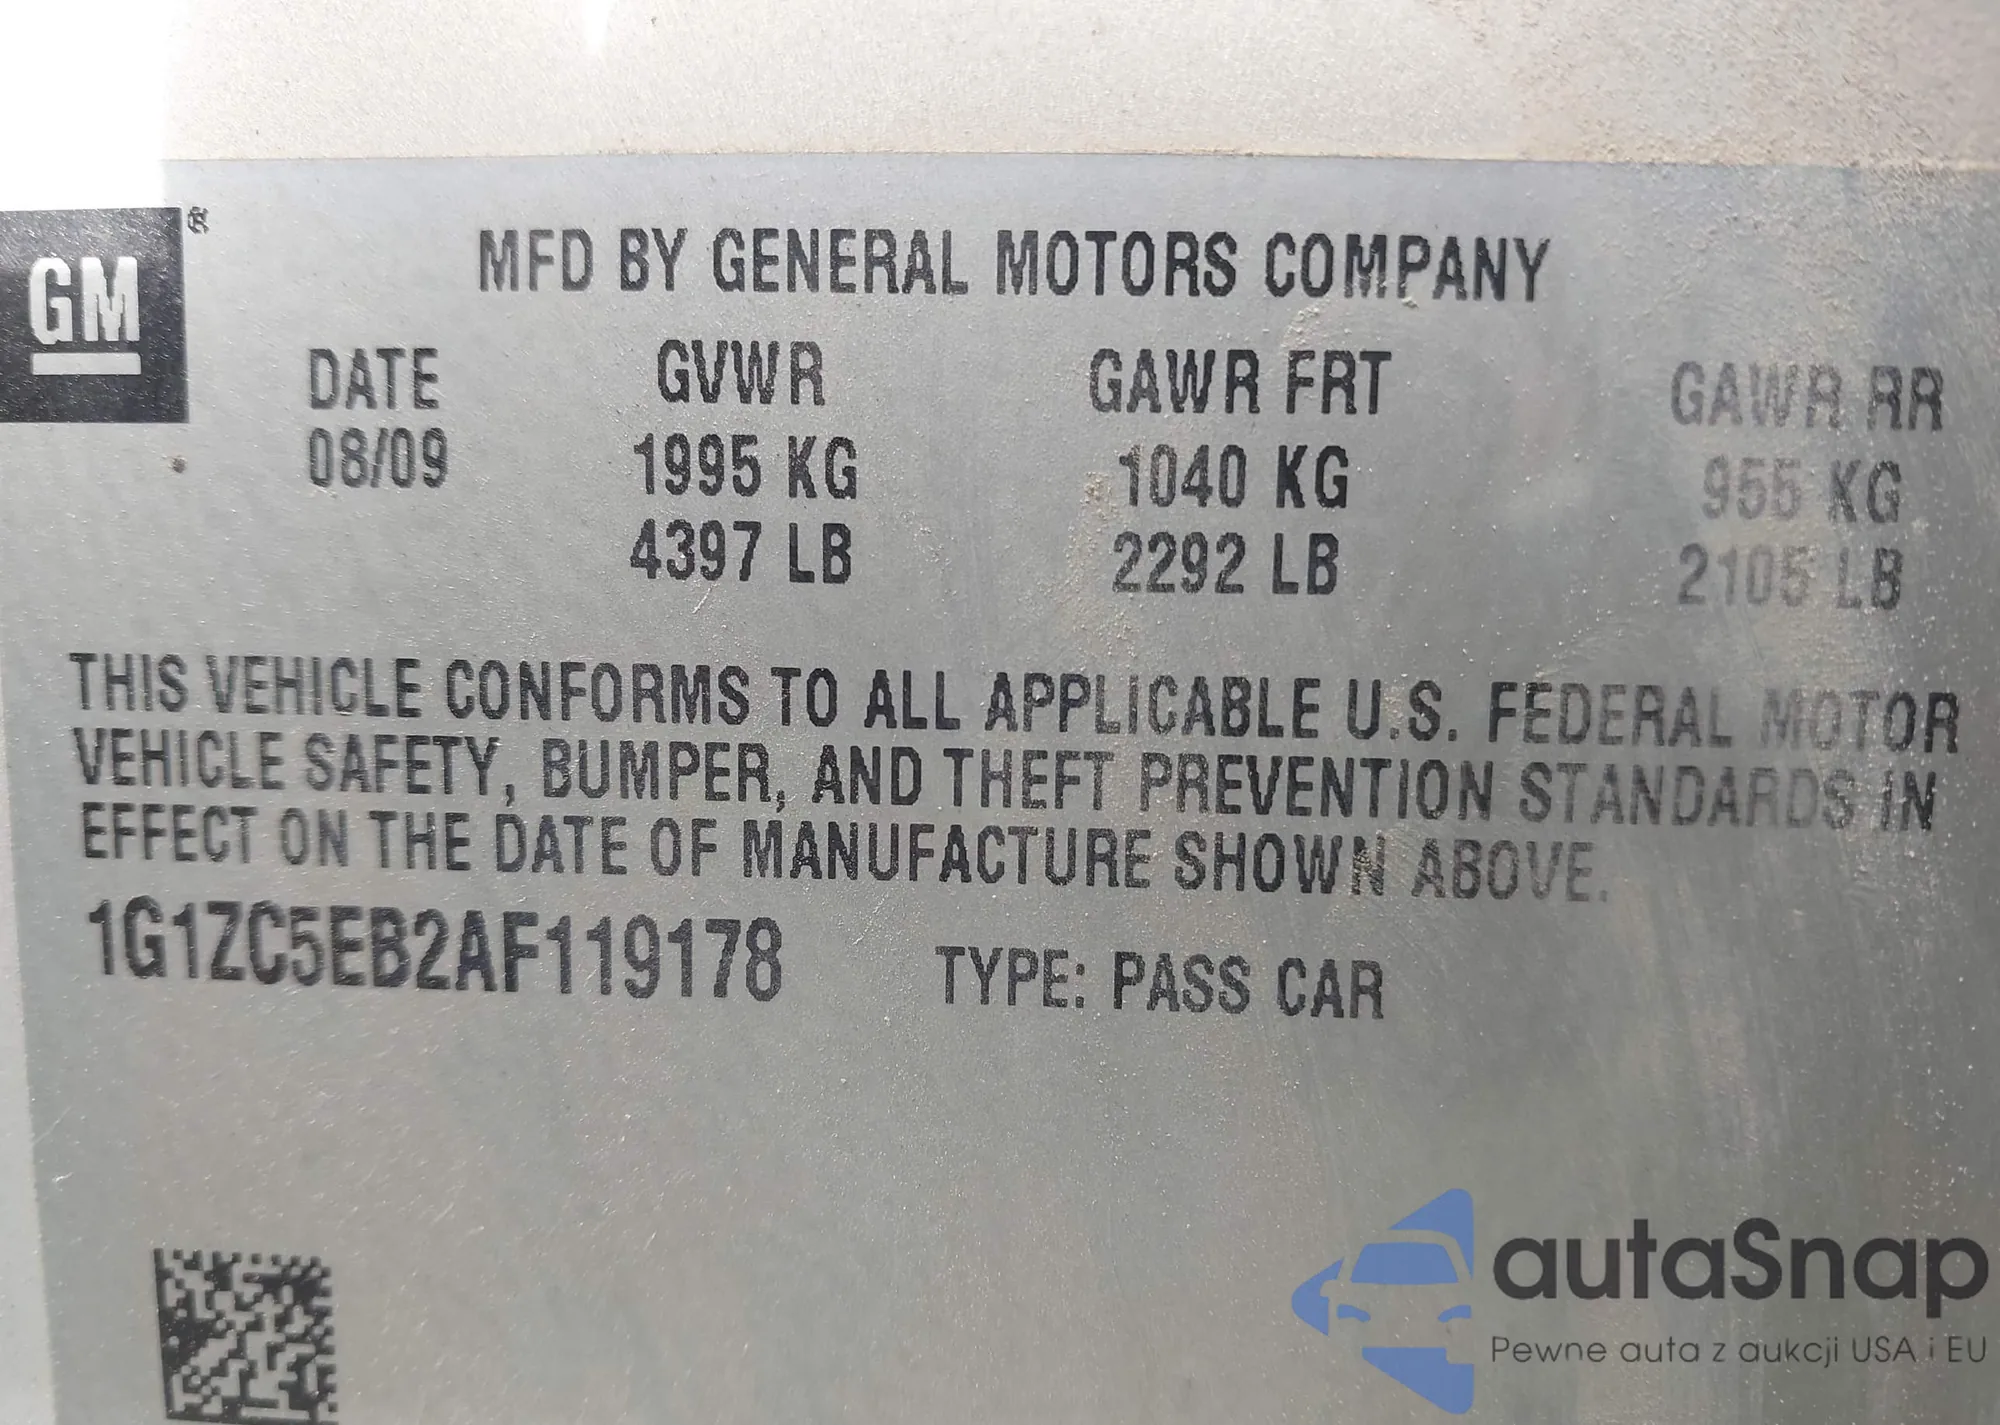 GM®
MFD BY GENERAL MOTORS COMPANY
DATE GVWR GAWR FRT GAWR RR
08/09 1995 KG 1040 KG 955 KG
4397 LB 2292 LB 2105 LB
THIS VEHICLE CONFORMS TO ALL APPLICABLE U.S. FEDERAL MOTOR
VEHICLE SAFETY, BUMPER, AND THEFT PREVENTION STANDARDS IN
EFFECT ON THE DATE OF MANUFACTURE SHOWN ABOVE.
1G1ZC5EB2AF119178 TYPE: PASS CAR
autaSnap
Pewne auta z aukcji USA i EU